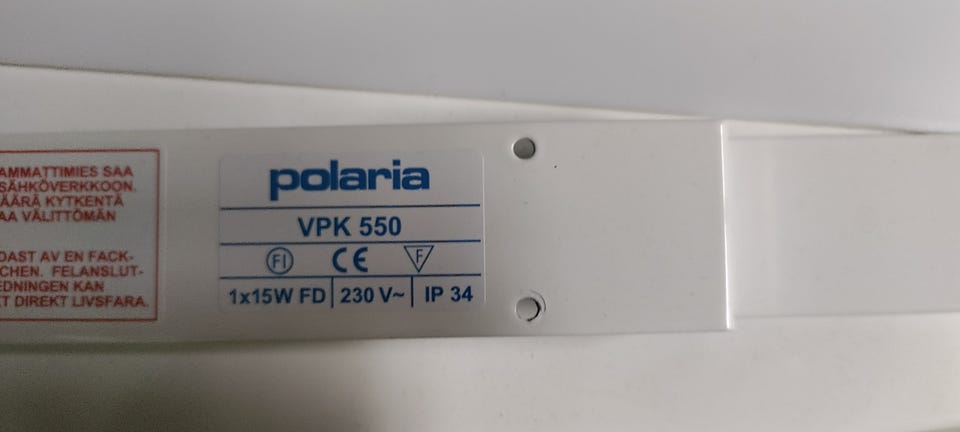 AMMATTIMIES SAA
SÄHKÖVERKKOON.
ÄÄRÄ KYTKENTÄ
AA VÄLITTÖMÄN
DAST AV EN FACK-
CHEN. FELANSLUT-
EDNINGEN KAN
T DIREKT LIVSFARA.
polaria
VPK 550
FI CE F
1x15W FD 230 V~ IP 34